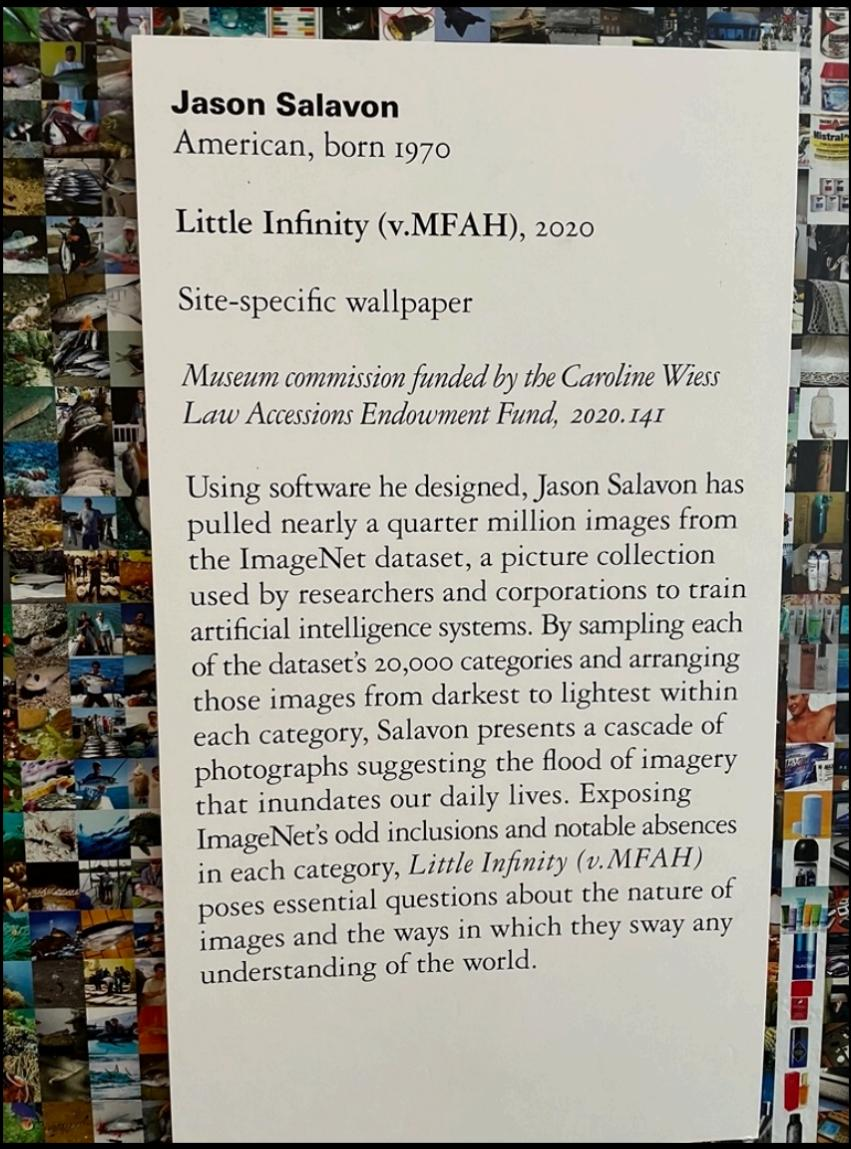 Jason Salavon
American, born 1970
Little Infinity (v.MFAH), 2020
Site-specific wallpaper
Museum commission funded by the Caroline Wiess
Law Accessions Endowment Fund, 2020.141
Using software he designed, Jason Salavon has
pulled nearly a quarter million images from
the ImageNet dataset, a picture collection
used by researchers and corporations to train
artificial intelligence systems. By sampling each
of the dataset's 20,000 categories and arranging
those images from darkest to lightest within
each category, Salavon presents a cascade of
photographs suggesting the flood of imagery
that inundates our daily lives. Exposing
ImageNet's odd inclusions and notable absences
in each category, Little Infinity (v.MFAH)
poses essential questions about the nature of
images and the ways in which they sway any
understanding of the world.
Mistral